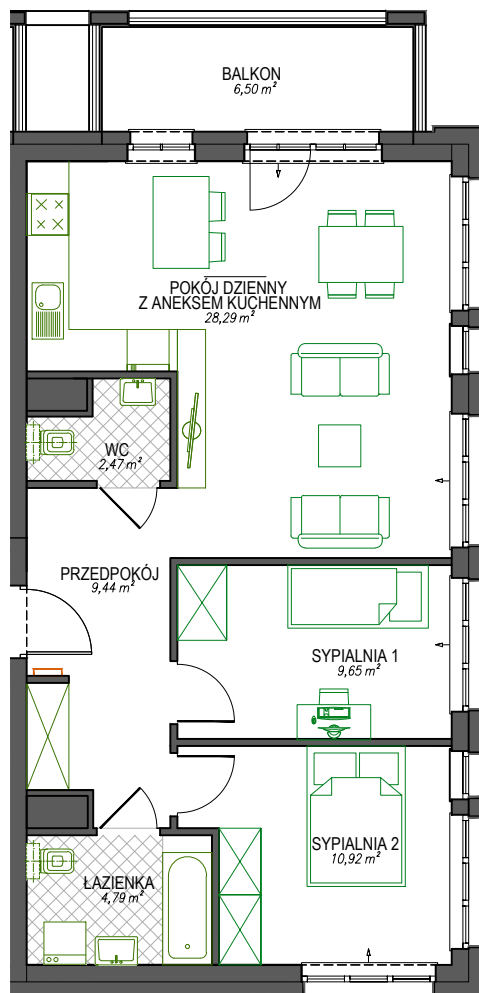 BALKON
6,50 m²
POKÓJ DZIENNY
Z ANEKSEM KUCHENNYM
28,29 m²
WC
2,47 m²
PRZEDPOKÓJ
9,44 m²
SYPIALNIA 1
9,65 m²
SYPIALNIA 2
10,92 m²
ŁAZIENKA
4,79 m²